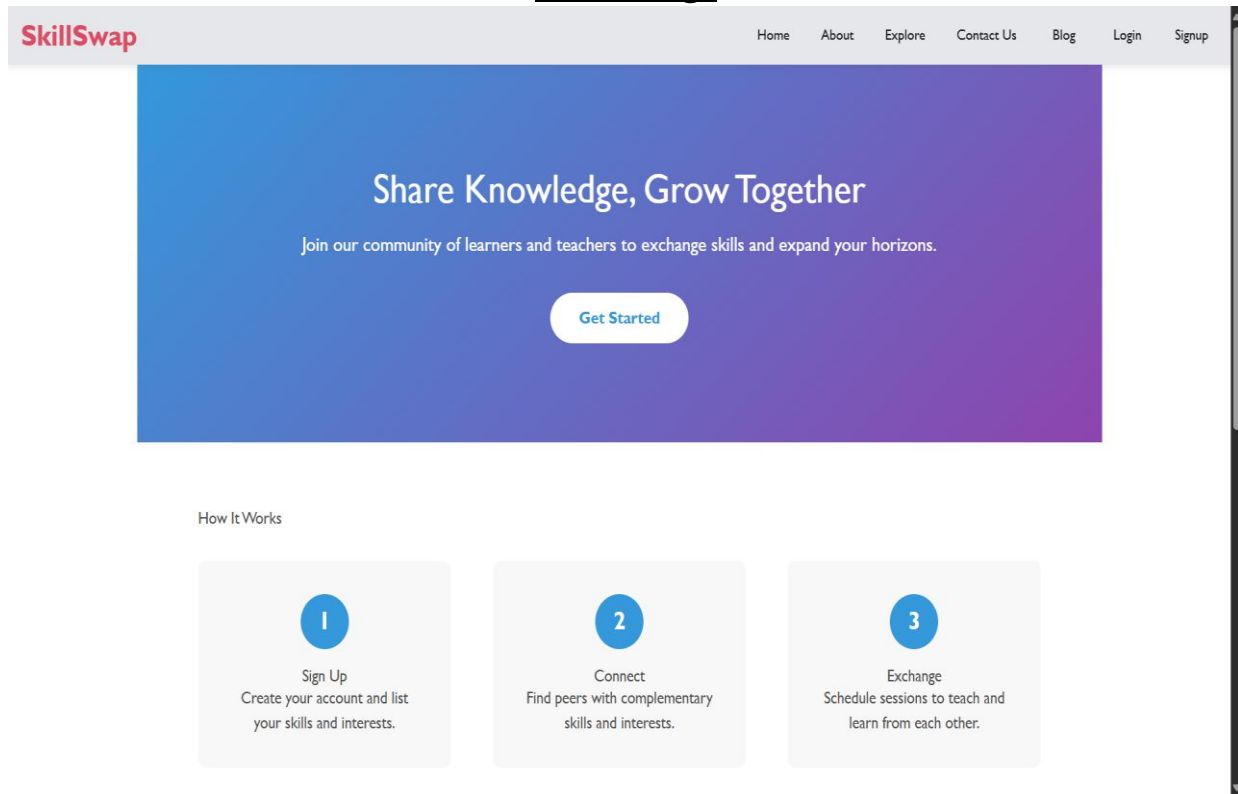 SkillSwap
Home About Explore Contact Us Blog Login Signup
Share Knowledge, Grow Together
Join our community of learners and teachers to exchange skills and expand your horizons.
Get Started
How It Works
1
Sign Up
Create your account and list
your skills and interests.
2
Connect
Find peers with complementary
skills and interests.
3
Exchange
Schedule sessions to teach and
learn from each other.